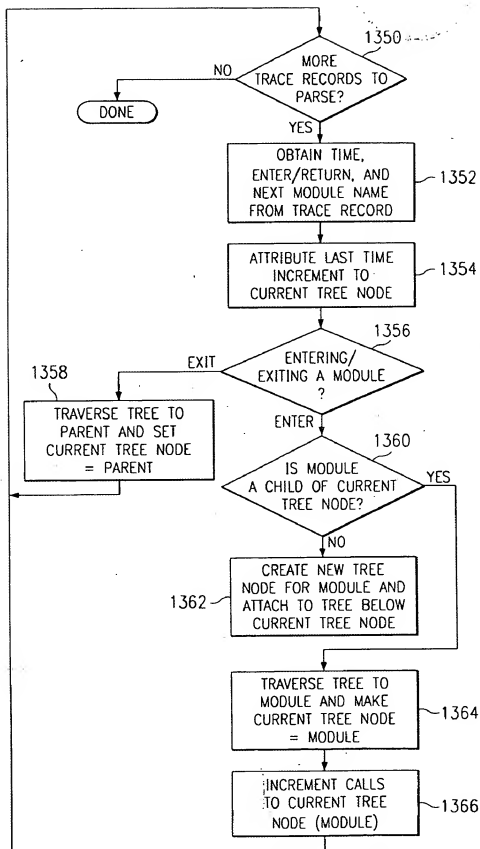 1350
MORE
TRACE RECORDS TO
PARSE?
NO
DONE
YES
OBTAIN TIME,
ENTER/RETURN, AND
NEXT MODULE NAME
FROM TRACE RECORD
1352
ATTRIBUTE LAST TIME
INCREMENT TO
CURRENT TREE NODE
1354
1356
ENTERING/
EXITING A MODULE
?
EXIT
1358
TRAVERSE TREE TO
PARENT AND SET
CURRENT TREE NODE
= PARENT
ENTER
1360
IS MODULE
A CHILD OF CURRENT
TREE NODE?
YES
NO
CREATE NEW TREE
NODE FOR MODULE AND
ATTACH TO TREE BELOW
CURRENT TREE NODE
1362
TRAVERSE TREE TO
MODULE AND MAKE
CURRENT TREE NODE
= MODULE
1364
INCREMENT CALLS
TO CURRENT TREE
NODE (MODULE)
1366